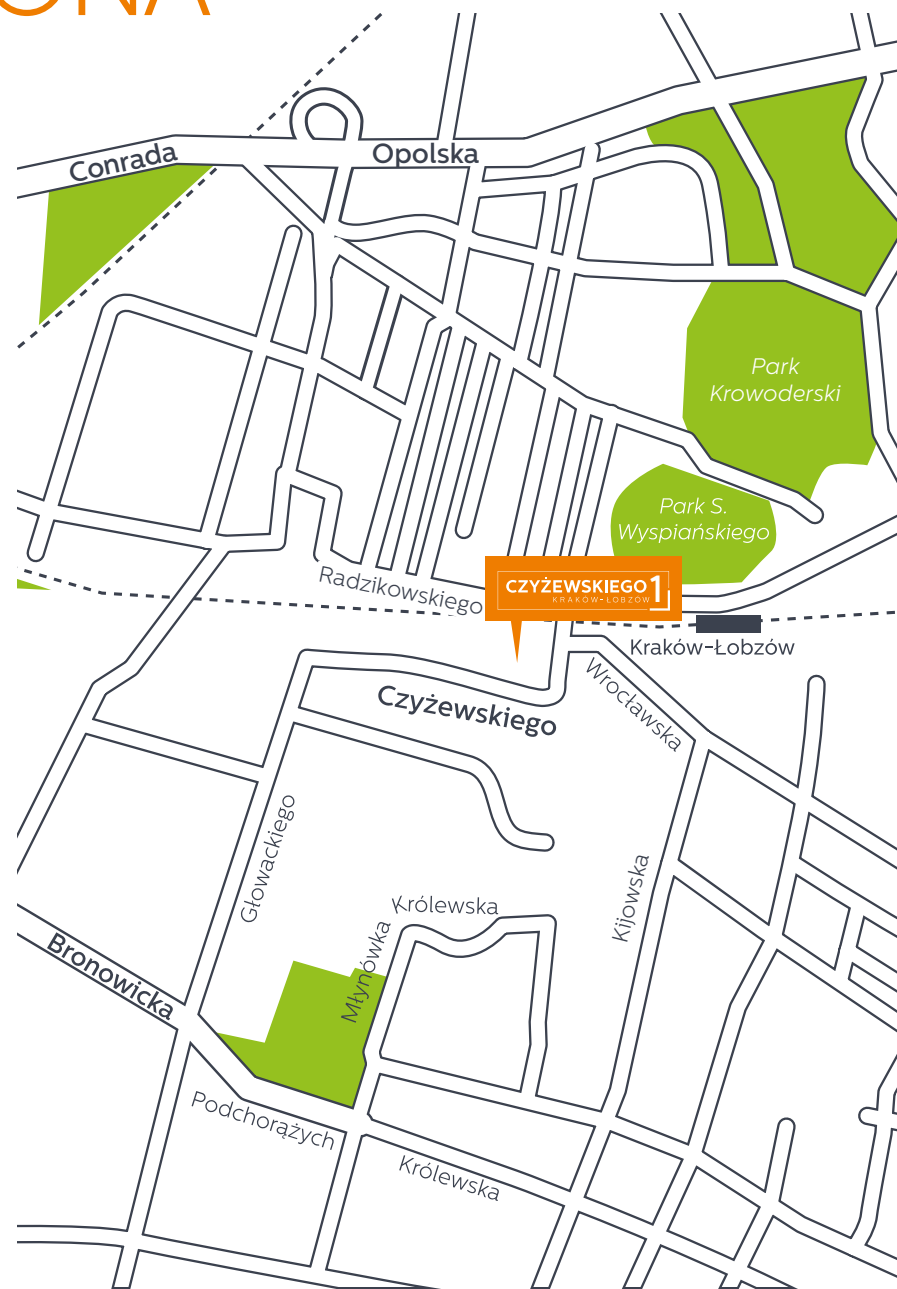 Conrada
Opolska
Park
Krowoderski
Park S.
Wyspiańskiego
Radzikowskiego
CZYŻEWSKIEGO 1
KRAKÓW-ŁOBZÓW
Kraków-Łobzów
Wrocławska
Czyżewskiego
Głowackiego
Kijowska
Królewska
Młynówka
Bronowicka
Podchorążych
Królewska